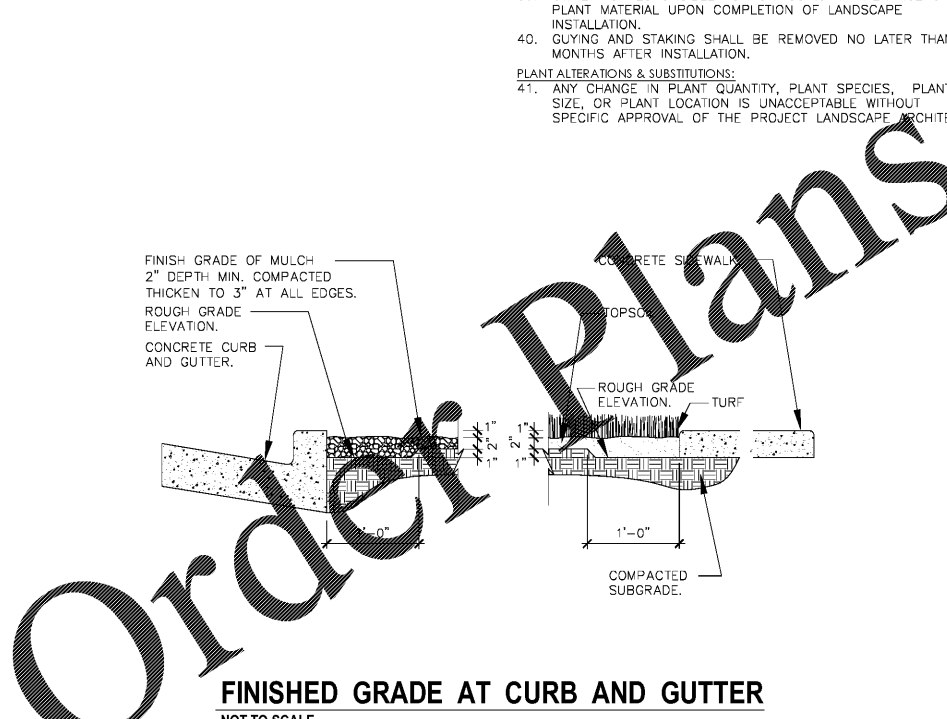 PLANT MATERIAL UPON COMPLETION OF LANDSCAPE
INSTALLATION.
40. GUYING AND STAKING SHALL BE REMOVED NO LATER THAN
MONTHS AFTER INSTALLATION.
PLANT ALTERATIONS & SUBSTITUTIONS:
41. ANY CHANGE IN PLANT QUANTITY, PLANT SPECIES, PLANT
SIZE, OR PLANT LOCATION IS UNACCEPTABLE WITHOUT
SPECIFIC APPROVAL OF THE PROJECT LANDSCAPE ARCHITE
FINISH GRADE OF MULCH
2" DEPTH MIN. COMPACTED
THICKEN TO 3" AT ALL EDGES.
ROUGH GRADE
ELEVATION.
CONCRETE CURB
AND GUTTER.
CONCRETE SIDEWALK
TOPSOIL
ROUGH GRADE
ELEVATION.
TURF
1"
2"
1"
1"
2"
1"
1'-0"
1'-0"
COMPACTED
SUBGRADE.
Order Plans
FINISHED GRADE AT CURB AND GUTTER
NOT TO SCALE